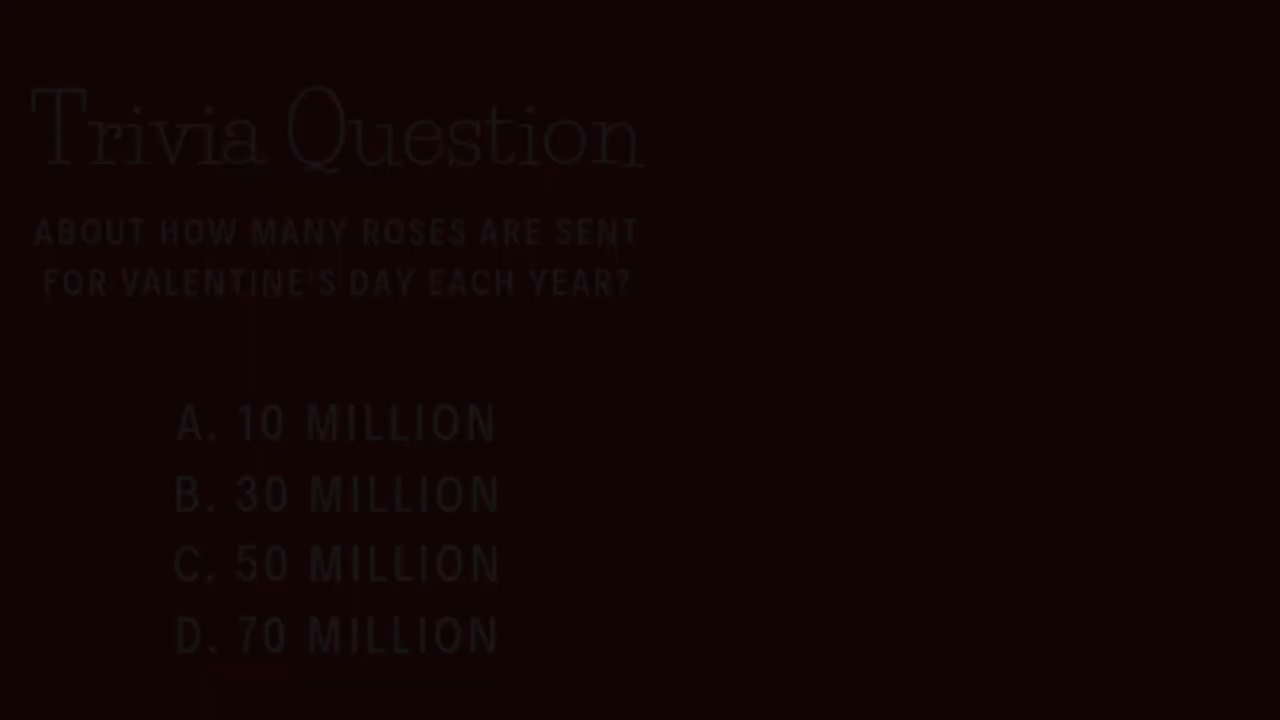 Trivia Question
ABOUT HOW MANY ROSES ARE SENT
FOR VALENTINE'S DAY EACH YEAR?
A. 10 MILLION
B. 30 MILLION
C. 50 MILLION
D. 70 MILLION